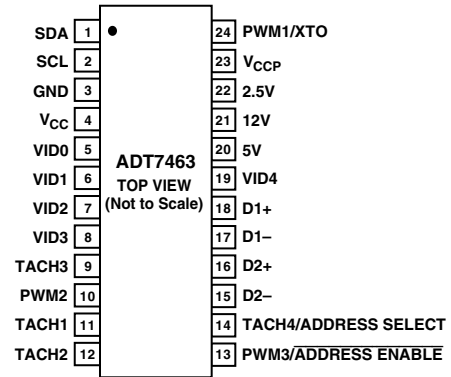 SDA 1 24 PWM1/XTO
SCL 2 23 VCCP
GND 3 22 2.5V
VCC 4 21 12V
VID0 5 20 5V
ADT7463
VID1 6 19 VID4
TOP VIEW
VID2 7 (Not to Scale) 18 D1+
VID3 8 17 D1–
TACH3 9 16 D2+
PWM2 10 15 D2–
TACH1 11 14 TACH4/ADDRESS SELECT
TACH2 12 13 PWM3/ADDRESS ENABLE